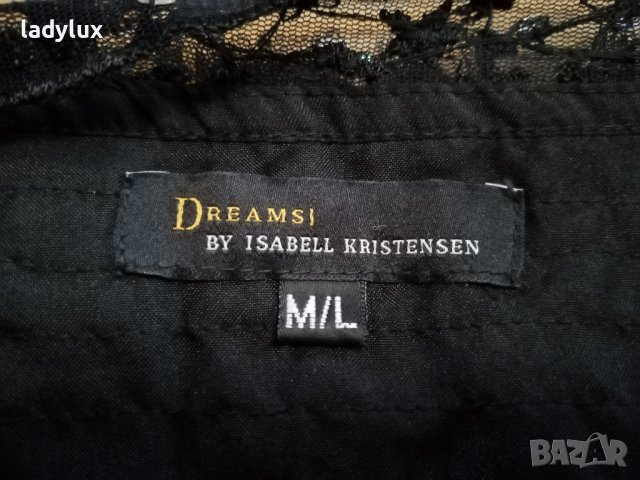 ladylux
DREAMS!
BY ISABELL KRISTENSEN
M/L
BAZAR